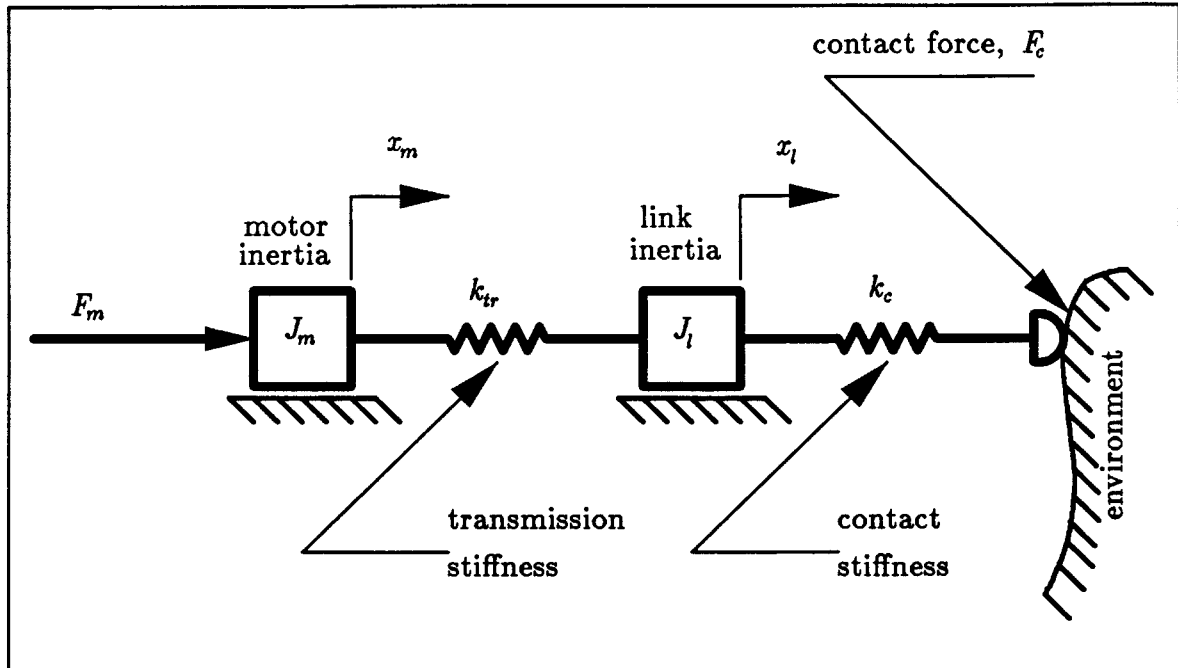 contact force, F_c
x_m
x_l
motor
inertia
link
inertia
F_m
J_m
k_tr
J_l
k_c
environment
transmission
stiffness
contact
stiffness